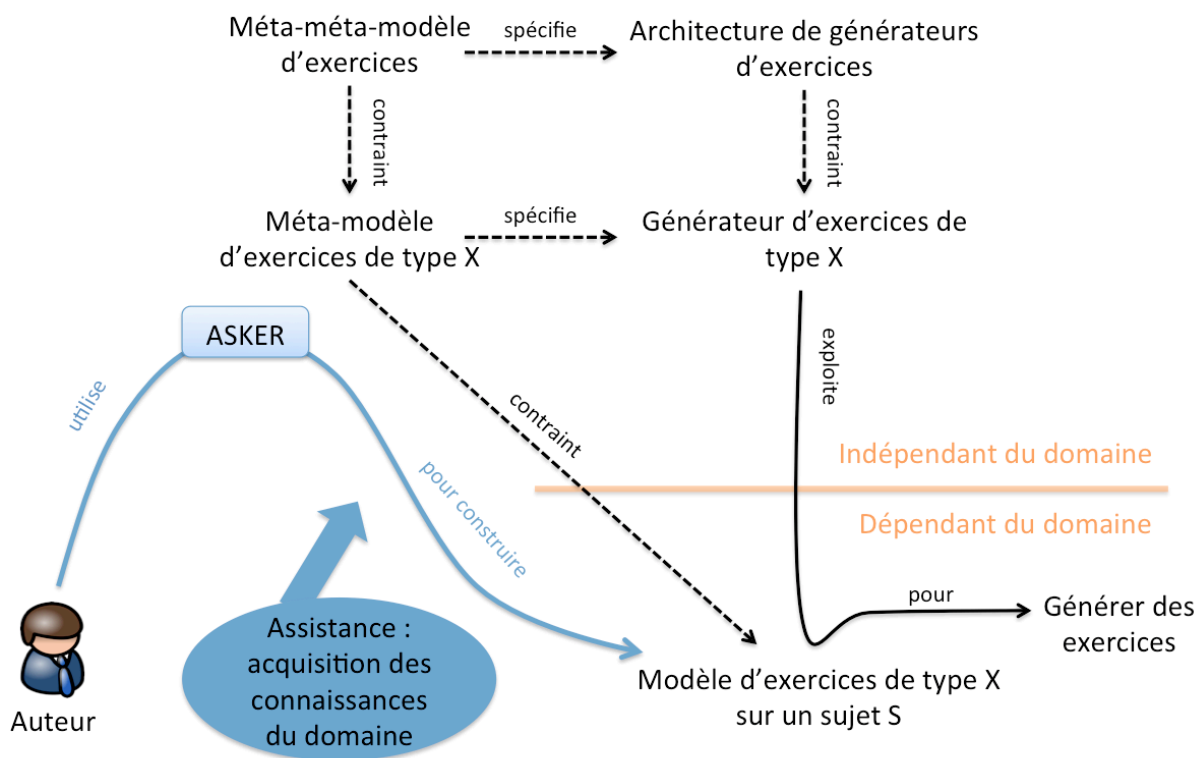 Méta-méta-modèle
d’exercices
spécifie
Architecture de générateurs
d’exercices
contraint
contraint
Méta-modèle
d’exercices de type X
spécifie
Générateur d’exercices de
type X
ASKER
utilise
exploite
contraint
pour construire
Indépendant du domaine
Dépendant du domaine
pour
Générer des
exercices
Assistance :
acquisition des
connaissances
du domaine
Modèle d’exercices de type X
sur un sujet S
Auteur